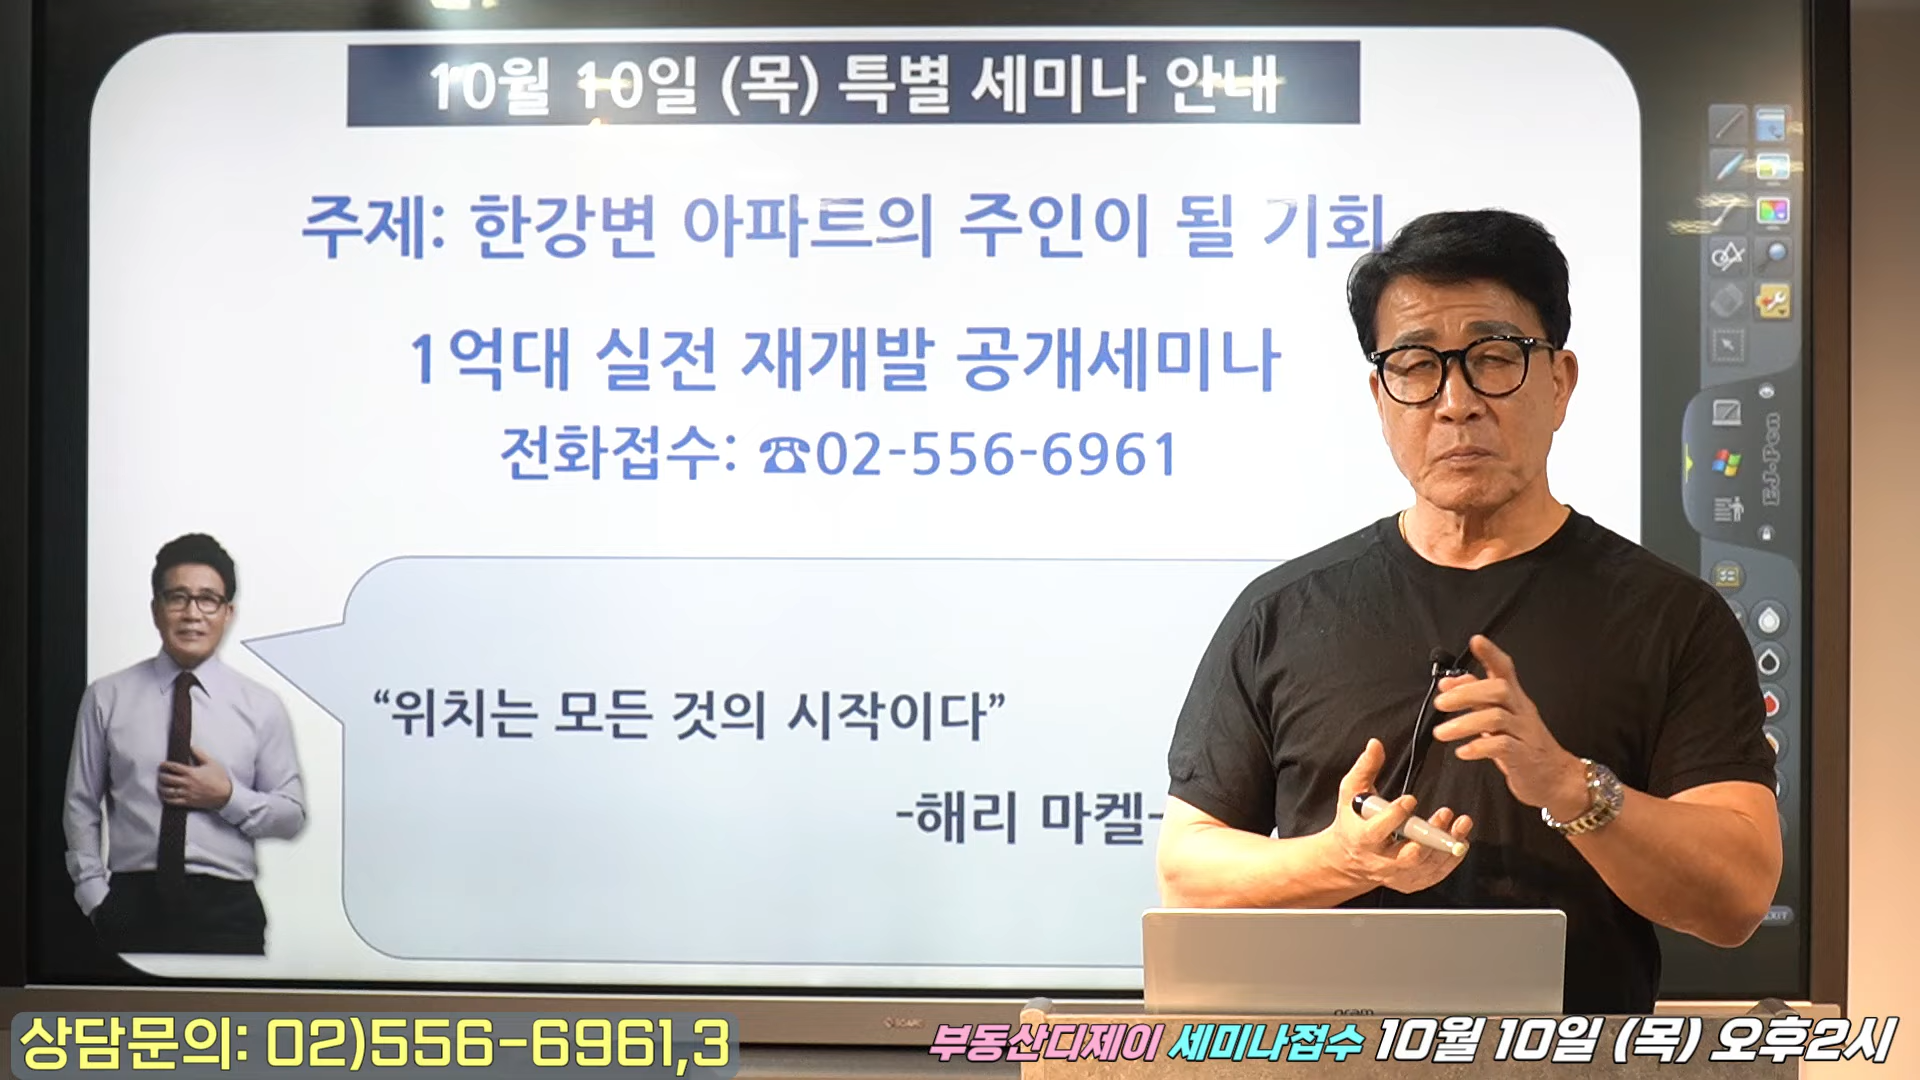 10월 10일 (목) 특별 세미나 안내
주제: 한강변 아파트의 주인이 될 기회
1억대 실전 재개발 공개세미나
전화접수: ☎02-556-6961
“위치는 모든 것의 시작이다”
-해리 마켈-
EJ-Pen
EXIT
gram
상담문의: 02)556-6961,3
부동산디제이 세미나접수 10월 10일 (목) 오후2시